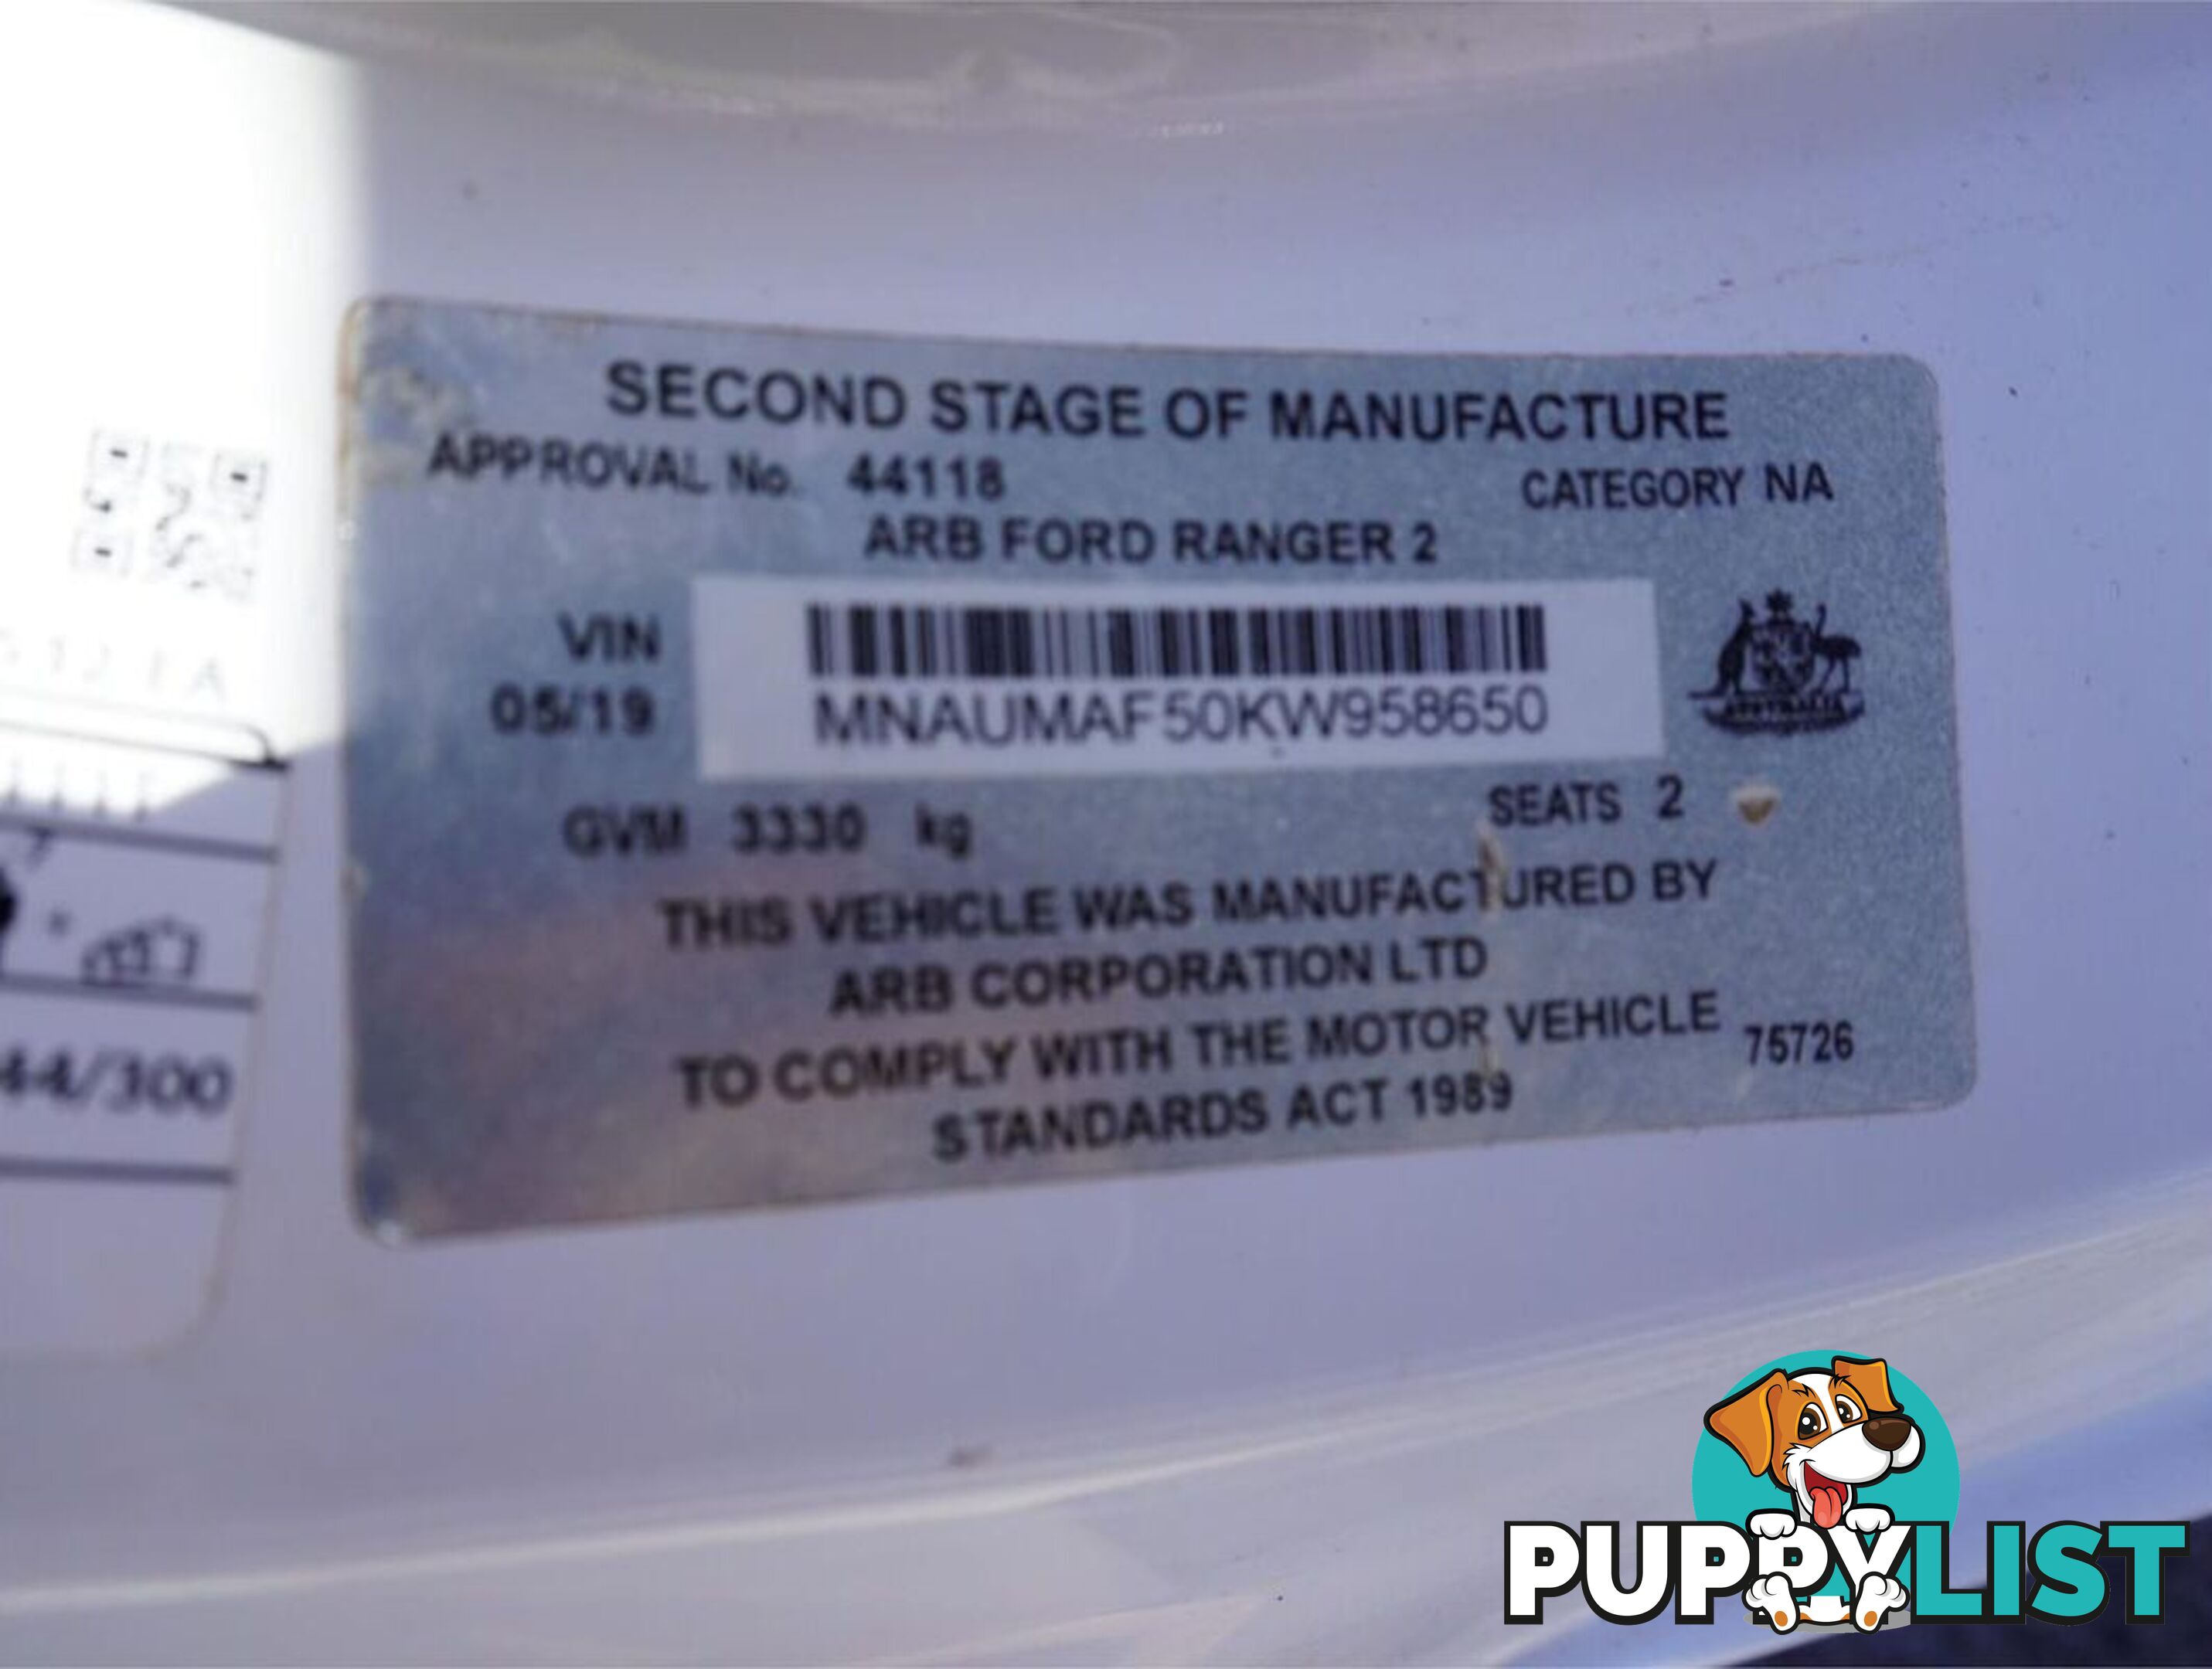 SECOND STAGE OF MANUFACTURE
APPROVAL No. 44118 CATEGORY NA
ARB FORD RANGER 2
VIN
05/19
MNAUMAF50KW958650
GVM 3330 kg SEATS 2
THIS VEHICLE WAS MANUFACTURED BY
ARB CORPORATION LTD
TO COMPLY WITH THE MOTOR VEHICLE 75726
STANDARDS ACT 1989
AUSTRALIA
44/300
PUPPYLIST